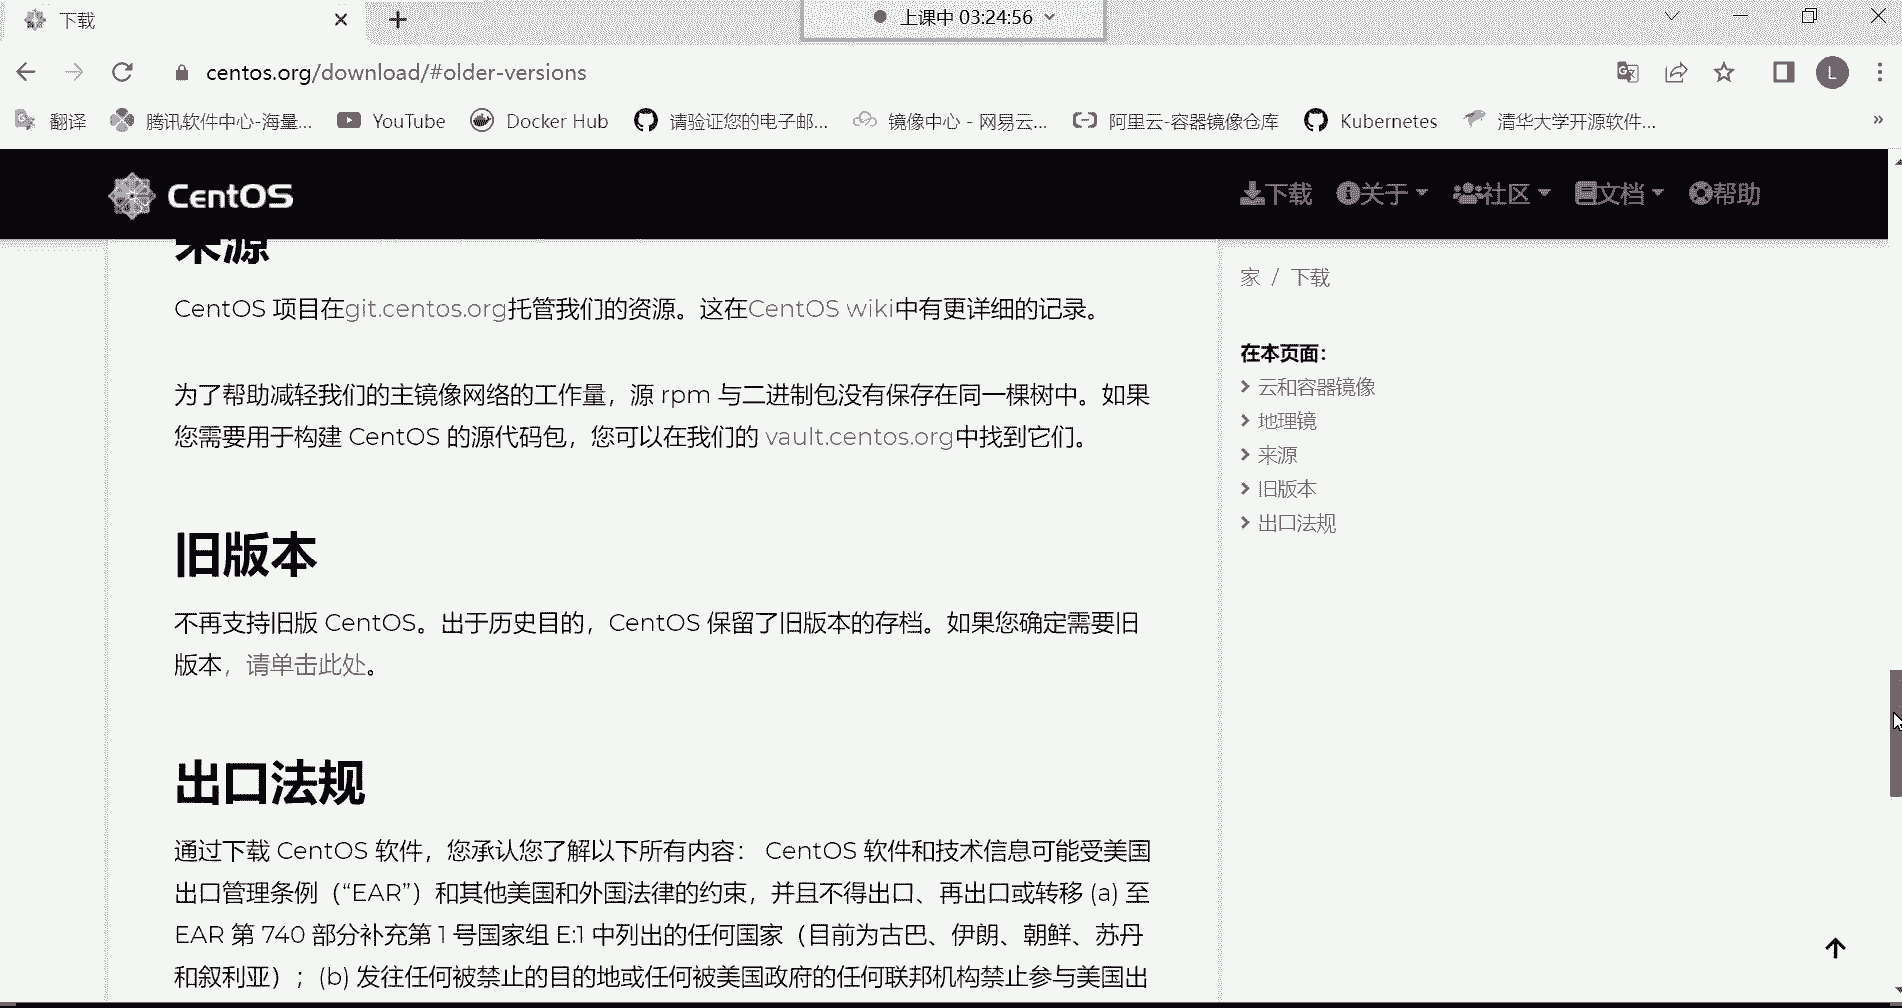 下载
上课中 03:24:56
centos.org/download/#older-versions
L
翻译
腾讯软件中心-海量...
YouTube
Docker Hub
请验证您的电子邮...
镜像中心 - 网易云...
阿里云-容器镜像仓库
Kubernetes
清华大学开源软件...
»
CentOS
下载
关于
社区
文档
帮助
来源
CentOS 项目在git.centos.org托管我们的资源。这在CentOS wiki中有更详细的记录。
为了帮助减轻我们的主镜像网络的工作量，源 rpm 与二进制包没有保存在同一棵树中。如果
您需要用于构建 CentOS 的源代码包，您可以在我们的 vault.centos.org中找到它们。
旧版本
不再支持旧版 CentOS。出于历史目的，CentOS 保留了旧版本的存档。如果您确定需要旧
版本，请单击此处。
出口法规
通过下载 CentOS 软件，您承认您了解以下所有内容： CentOS 软件和技术信息可能受美国
出口管理条例（“EAR”）和其他美国和外国法律的约束，并且不得出口、再出口或转移 (a) 至
EAR 第 740 部分补充第 1 号国家组 E:1 中列出的任何国家（目前为古巴、伊朗、朝鲜、苏丹
和叙利亚）；(b) 发往任何被禁止的目的地或任何被美国政府的任何联邦机构禁止参与美国出
家 / 下载
在本页面：
云和容器镜像
地理镜
来源
旧版本
出口法规